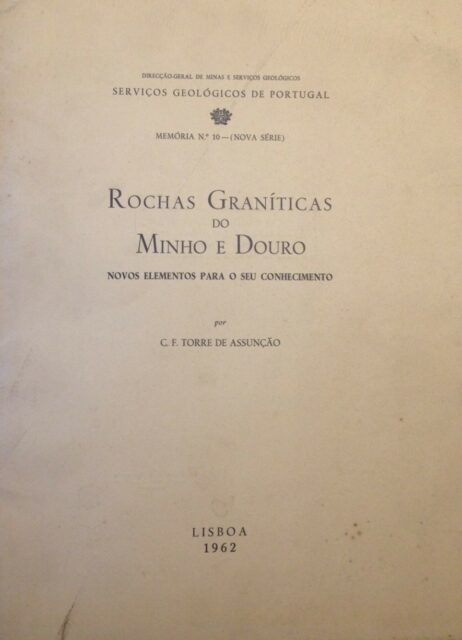 DIRECÇÃO-GERAL DE MINAS E SERVIÇOS GEOLÓGICOS
SERVIÇOS GEOLÓGICOS DE PORTUGAL
MEMÓRIA N.º 10 — (NOVA SÉRIE)
ROCHAS GRANÍTICAS
DO
MINHO E DOURO
NOVOS ELEMENTOS PARA O SEU CONHECIMENTO
por
C. F. TORRE DE ASSUNÇÃO
LISBOA
1962